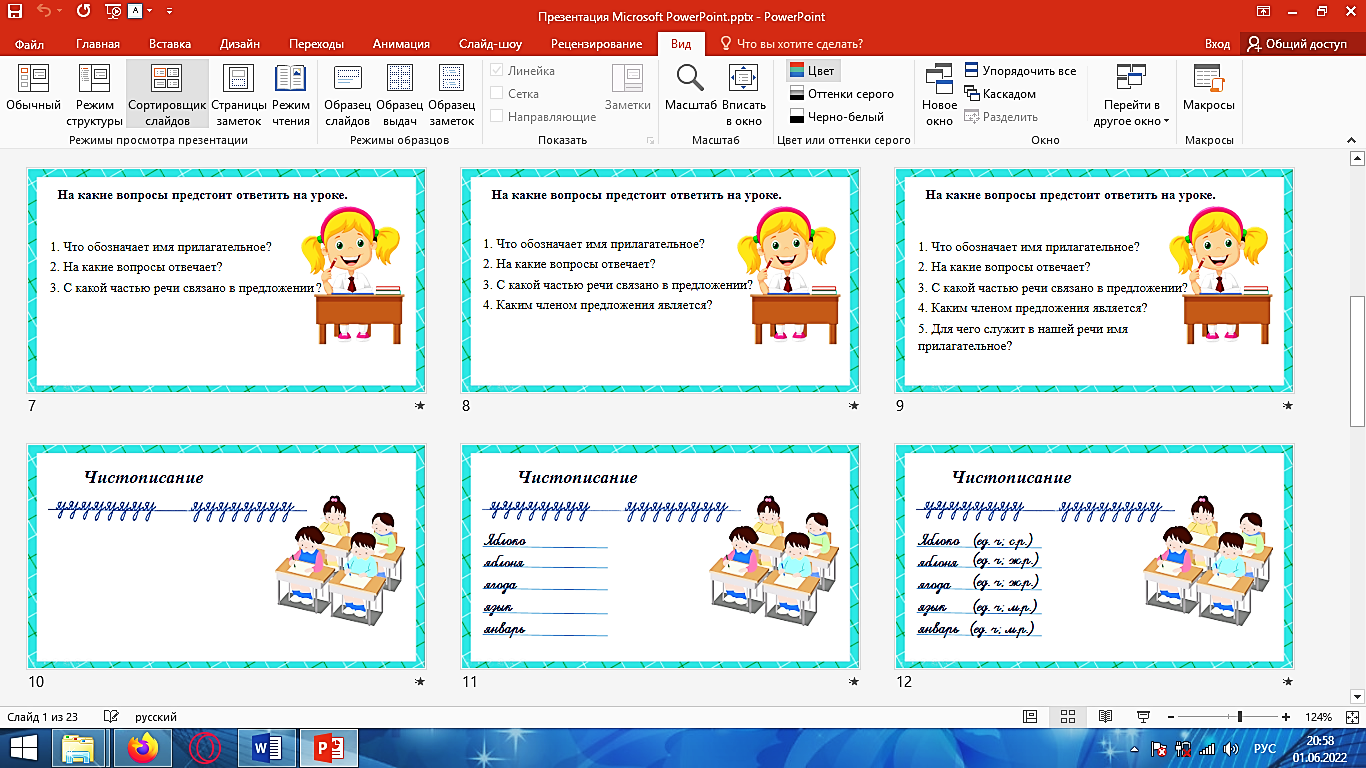 Презентация Microsoft PowerPoint.pptx - PowerPoint
A
Файл Главная Вставка Дизайн Переходы Анимация Слайд-шоу Рецензирование Вид Что вы хотите сделать? Вход Общий доступ
Обычный
Режим структуры
Сортировщик слайдов
Страницы заметок
Режим чтения
Режимы просмотра презентации
Образец слайдов
Образец выдач
Образец заметок
Режимы образцов
Линейка
Сетка
Направляющие
Заметки
Показать
Масштаб
Вписать в окно
Масштаб
Цвет
Оттенки серого
Черно-белый
Цвет или оттенки серого
Новое окно
Упорядочить все
Каскадом
Разделить
Перейти в другое окно
Окно
Макросы
Макросы
На какие вопросы предстоит ответить на уроке.
1. Что обозначает имя прилагательное?
2. На какие вопросы отвечает?
3. С какой частью речи связано в предложении?
7
На какие вопросы предстоит ответить на уроке.
1. Что обозначает имя прилагательное?
2. На какие вопросы отвечает?
3. С какой частью речи связано в предложении?
4. Каким членом предложения является?
8
На какие вопросы предстоит ответить на уроке.
1. Что обозначает имя прилагательное?
2. На какие вопросы отвечает?
3. С какой частью речи связано в предложении?
4. Каким членом предложения является?
5. Для чего служит в нашей речи имя
прилагательное?
9
Чистописание
10
Чистописание
Яблоко
яблоня
ягода
язык
январь
11
Чистописание
Яблоко (ед. ч; с.р.)
яблоня (ед. ч; ж.р.)
ягода (ед. ч; ж.р.)
язык (ед. ч; м.р.)
январь (ед. ч; м.р.)
12
Слайд 1 из 23 русский 124%
РУС
20:58
01.06.2022